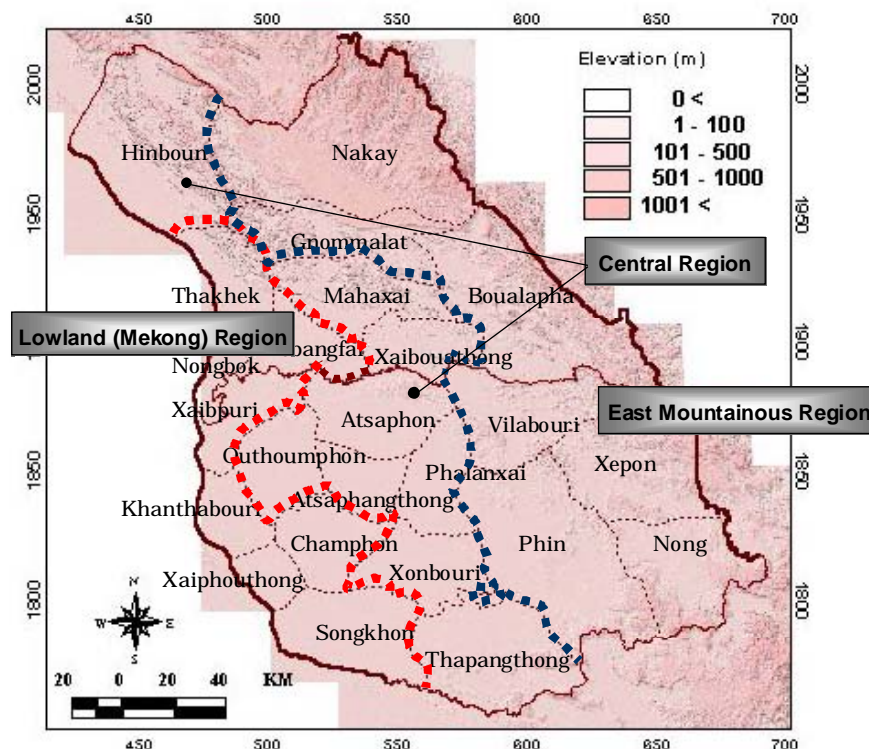 450 500 550 600 650 700
Elevation (m)
0 <
1 - 100
101 - 500
501 - 1000
1001 <
2000
2000
Hinboun
Nakay
1950
1950
Gnommalat
Central Region
Thakhek
Mahaxai
Boualapha
Lowland (Mekong) Region
bangfai
Xaibouathong
1900
Nongbok
Xaibpuri
Atsaphon
Vilabouri
East Mountainous Region
Outhoumphon
Phalanxai
Xepon
1850
1850
Khanthabouri
Atsaphangthong
Champhon
Phin
Nong
Xaiphouthong
Xonbouri
1800
1800
N
W E
S
Songkhon
Thapangthong
20 0 20 40 KM
450 500 550 600 650 700